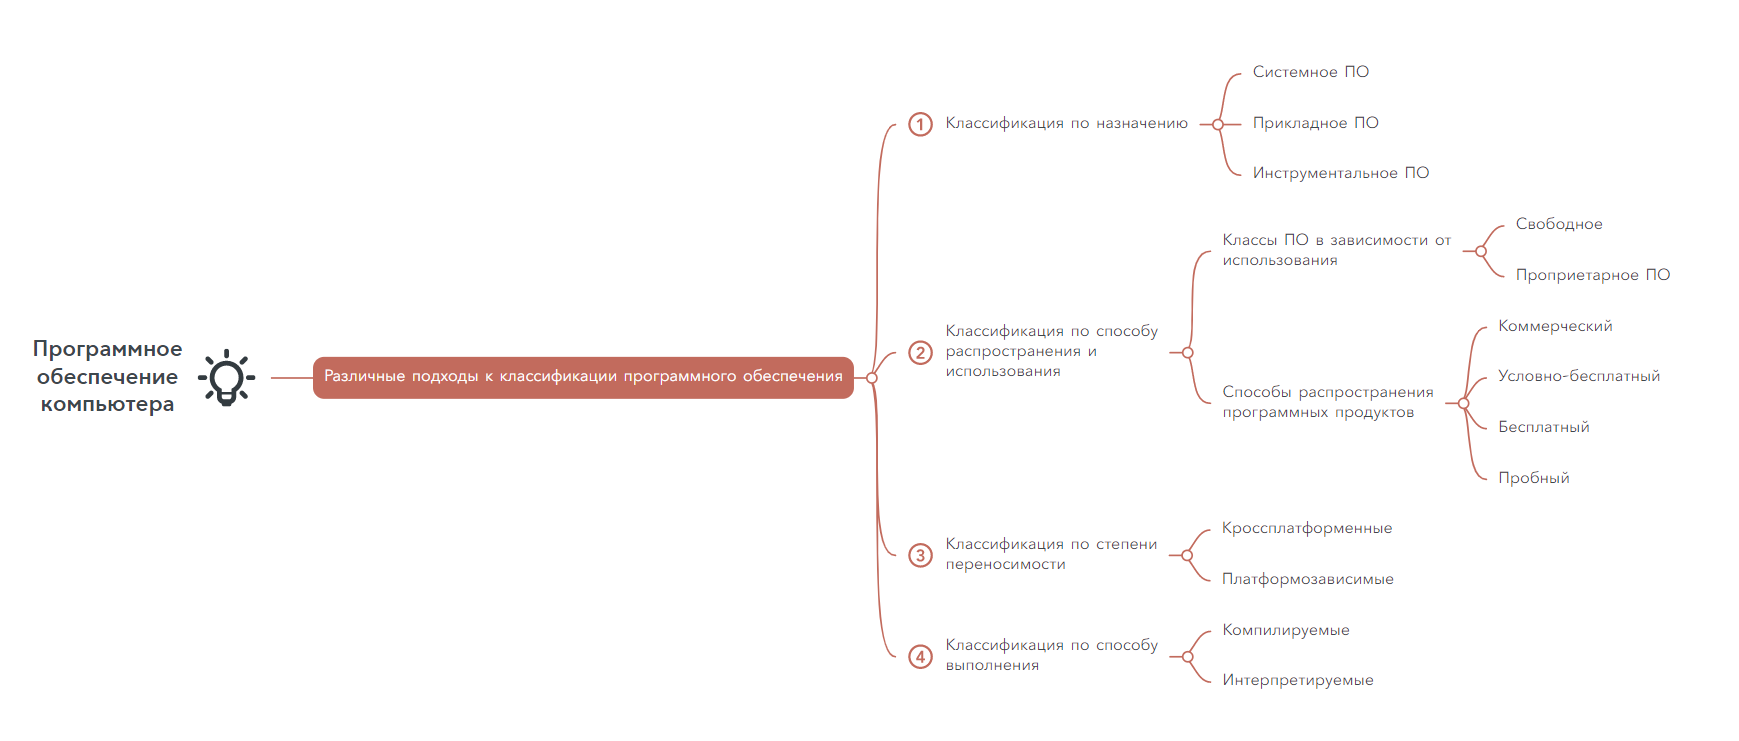 Программное
обеспечение
компьютера
Различные подходы к классификации программного обеспечения
1 Классификация по назначению
Системное ПО
Прикладное ПО
Инструментальное ПО
2 Классификация по способу
распространения и
использования
Классы ПО в зависимости от
использования
Свободное
Проприетарное ПО
Способы распространения
программных продуктов
Коммерческий
Условно-бесплатный
Бесплатный
Пробный
3 Классификация по степени
переносимости
Кроссплатформенные
Платформозависимые
4 Классификация по способу
выполнения
Компилируемые
Интерпретируемые